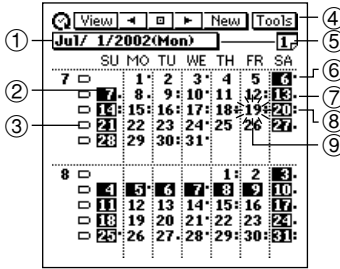 View ◄ ▫ ► New Tools ④
① Jul/ 1/2002(Mon) 1 ⑤
SU MO TU WE TH FR SA
7 1 2 3 4 5 6 ⑥
② 7 8 9 10 11 12 13 ⑦
14 15 16 17 18 19 20 ⑧
③ 21 22 23 24 25 26 27 ⑨
28 29 30 31
8 1 2 3
4 5 6 7 8 9 10
11 12 13 14 15 16 17
18 19 20 21 22 23 24
25 26 27 28 29 30 31